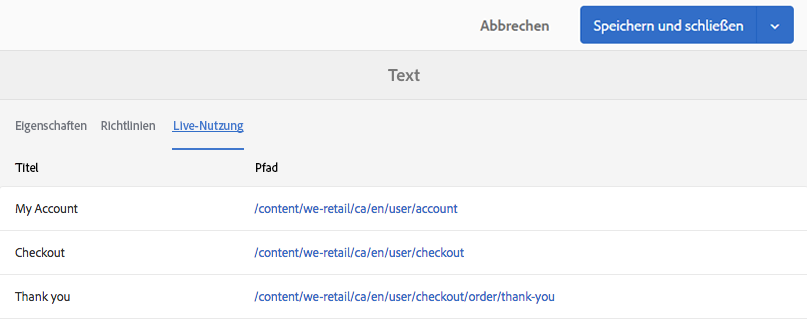 Abbrechen Speichern und schließen
Text
Eigenschaften Richtlinien Live-Nutzung
Titel Pfad
My Account /content/we-retail/ca/en/user/account
Checkout /content/we-retail/ca/en/user/checkout
Thank you /content/we-retail/ca/en/user/checkout/order/thank-you